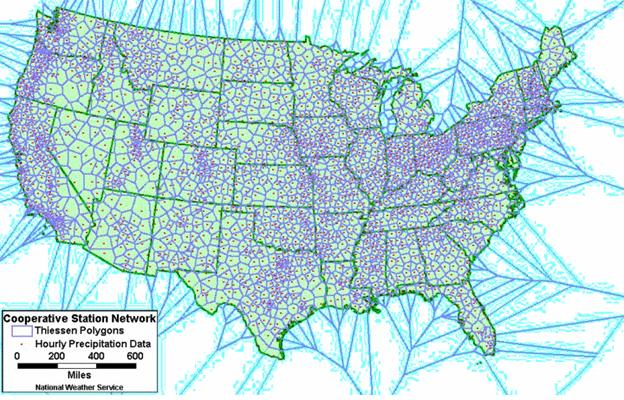 Cooperative Station Network
Thiessen Polygons
Hourly Precipitation Data
0 200 400 600
Miles
National Weather Service